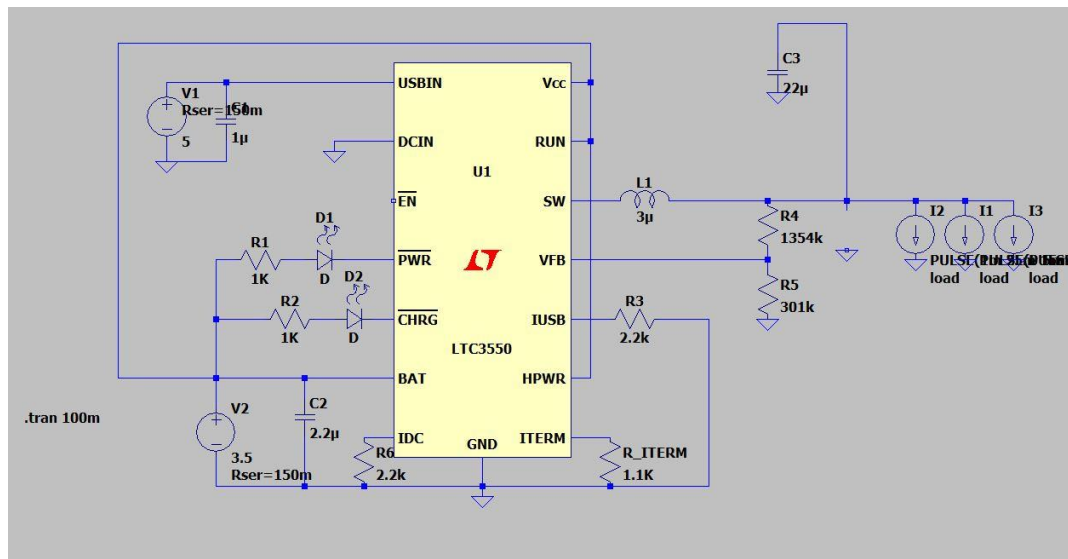 C3
22µ
USBIN
Vcc
V1
Rser=150m
C1
5
1µ
DCIN
RUN
U1
EN
SW
L1
3µ
R4
1354k
I2
I1
I3
D1
R1
PWR
VFB
1K
D
load
load
load
D2
R2
CHRG
IUSB
R3
R5
301k
1K
D
2.2k
LTC3550
BAT
HPWR
.tran 100m
V2
C2
2.2µ
IDC
GND
ITERM
3.5
R6
R_ITERM
Rser=150m
2.2k
1.1K